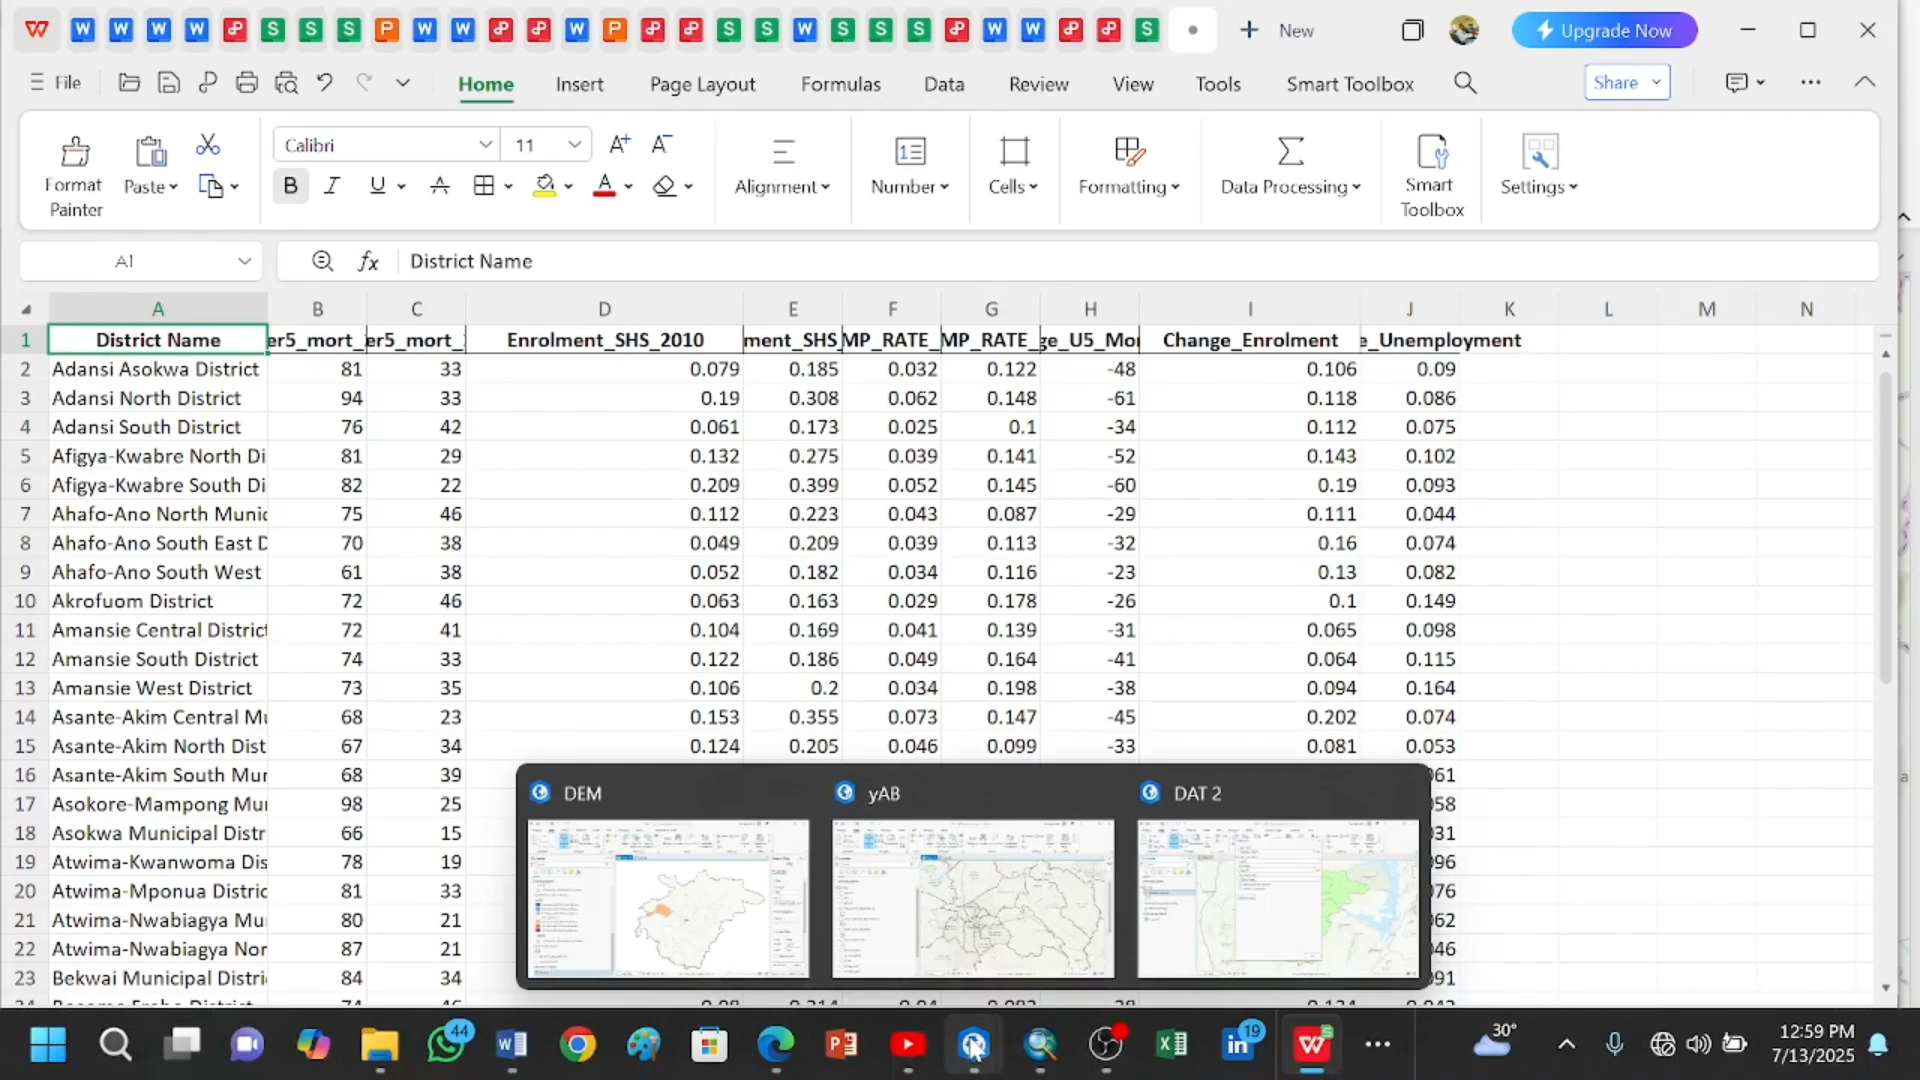 New
Upgrade Now
File
Home
Insert
Page Layout
Formulas
Data
Review
View
Tools
Smart Toolbox
Share
Format Painter
Paste
Calibri
11
Alignment
Number
Cells
Formatting
Data Processing
Smart Toolbox
Settings
A1
fx
District Name
A B C D E F G H I J K L M N
1 District Name er5_mort_ er5_mort_ Enrolment_SHS_2010 ment_SHS_ MP_RATE_ MP_RATE_ ge_U5_Mor Change_Enrolment e_Unemployment
2 Adansi Asokwa District 81 33 0.079 0.185 0.032 0.122 -48 0.106 0.09
3 Adansi North District 94 33 0.19 0.308 0.062 0.148 -61 0.118 0.086
4 Adansi South District 76 42 0.061 0.173 0.025 0.1 -34 0.112 0.075
5 Afigya-Kwabre North Di 81 29 0.132 0.275 0.039 0.141 -52 0.143 0.102
6 Afigya-Kwabre South Di 82 22 0.209 0.399 0.052 0.145 -60 0.19 0.093
7 Ahafo-Ano North Munic 75 46 0.112 0.223 0.043 0.087 -29 0.111 0.044
8 Ahafo-Ano South East D 70 38 0.049 0.209 0.039 0.113 -32 0.16 0.074
9 Ahafo-Ano South West 61 38 0.052 0.182 0.034 0.116 -23 0.13 0.082
10 Akrofuom District 72 46 0.063 0.163 0.029 0.178 -26 0.1 0.149
11 Amansie Central District 72 41 0.104 0.169 0.041 0.139 -31 0.065 0.098
12 Amansie South District 74 33 0.122 0.186 0.049 0.164 -41 0.064 0.115
13 Amansie West District 73 35 0.106 0.2 0.034 0.198 -38 0.094 0.164
14 Asante-Akim Central Mu 68 23 0.153 0.355 0.073 0.147 -45 0.202 0.074
15 Asante-Akim North Dist 67 34 0.124 0.205 0.046 0.099 -33 0.081 0.053
16 Asante-Akim South Mur 68 39 61
17 Asokore-Mampong Mur 98 25 58
18 Asokwa Municipal Distr 66 15 31
19 Atwima-Kwanwoma Dis 78 19 96
20 Atwima-Mponua Distric 81 33 76
21 Atwima-Nwabiagya Mu 80 21 62
22 Atwima-Nwabiagya Nor 87 21 46
23 Bekwai Municipal Distri 84 34 91
DEM
yAB
DAT 2
44
19
30°
12:59 PM
7/13/2025